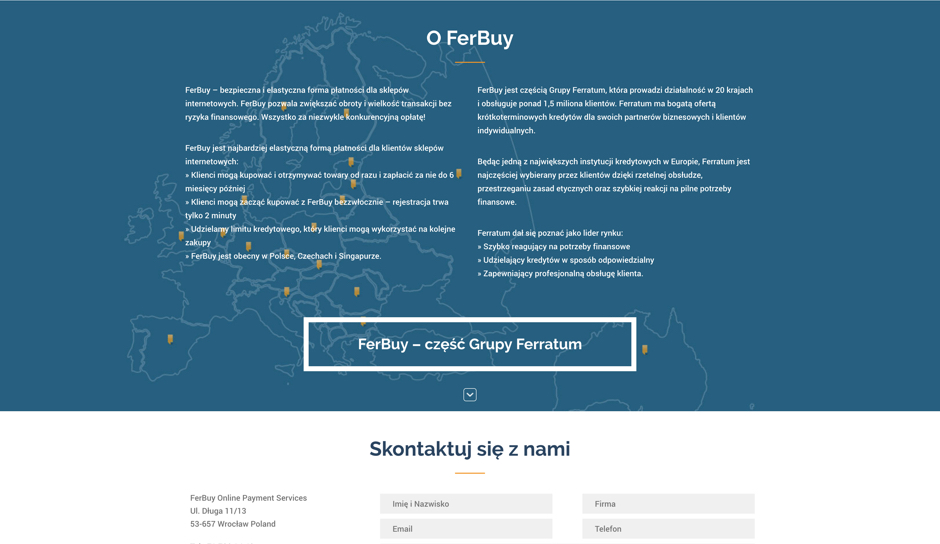 O FerBuy
FerBuy – bezpieczna i elastyczna forma płatności dla sklepów
internetowych. FerBuy pozwala zwiększać obroty i wielkość transakcji bez
ryzyka finansowego. Wszystko za niezwykle konkurencyjną opłatę!
FerBuy jest najbardziej elastyczną formą płatności dla klientów sklepów
internetowych:
» Klienci mogą kupować i otrzymywać towary od razu i zapłacić za nie do 6
miesięcy później
» Klienci mogą zacząć kupować z FerBuy bezzwłocznie – rejestracja trwa
tylko 2 minuty
» Udzielamy limitu kredytowego, który klienci mogą wykorzystać na kolejne
zakupy
» FerBuy jest obecny w Polsce, Czechach i Singapurze.
FerBuy jest częścią Grupy Ferratum, która prowadzi działalność w 20 krajach
i obsługuje ponad 1,5 miliona klientów. Ferratum ma bogatą ofertą
krótkoterminowych kredytów dla swoich partnerów biznesowych i klientów
indywidualnych.
Będąc jedną z największych instytucji kredytowych w Europie, Ferratum jest
najczęściej wybierany przez klientów dzięki rzetelnej obsłudze,
przestrzeganiu zasad etycznych oraz szybkiej reakcji na pilne potrzeby
finansowe.
Ferratum dał się poznać jako lider rynku:
» Szybko reagujący na potrzeby finansowe
» Udzielający kredytów w sposób odpowiedzialny
» Zapewniający profesjonalną obsługę klienta.
FerBuy – część Grupy Ferratum
Skontaktuj się z nami
FerBuy Online Payment Services
Ul. Długa 11/13
53-657 Wrocław Poland
Imię i Nazwisko
Firma
Email
Telefon